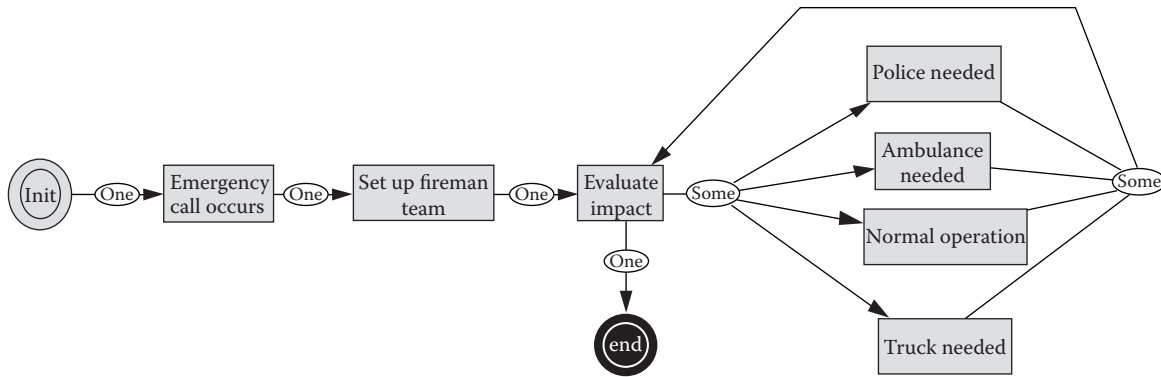 Init
One
Emergency
call occurs
One
Set up fireman
team
One
Evaluate
impact
One
end
Some
Police needed
Ambulance
needed
Normal operation
Truck needed
Some